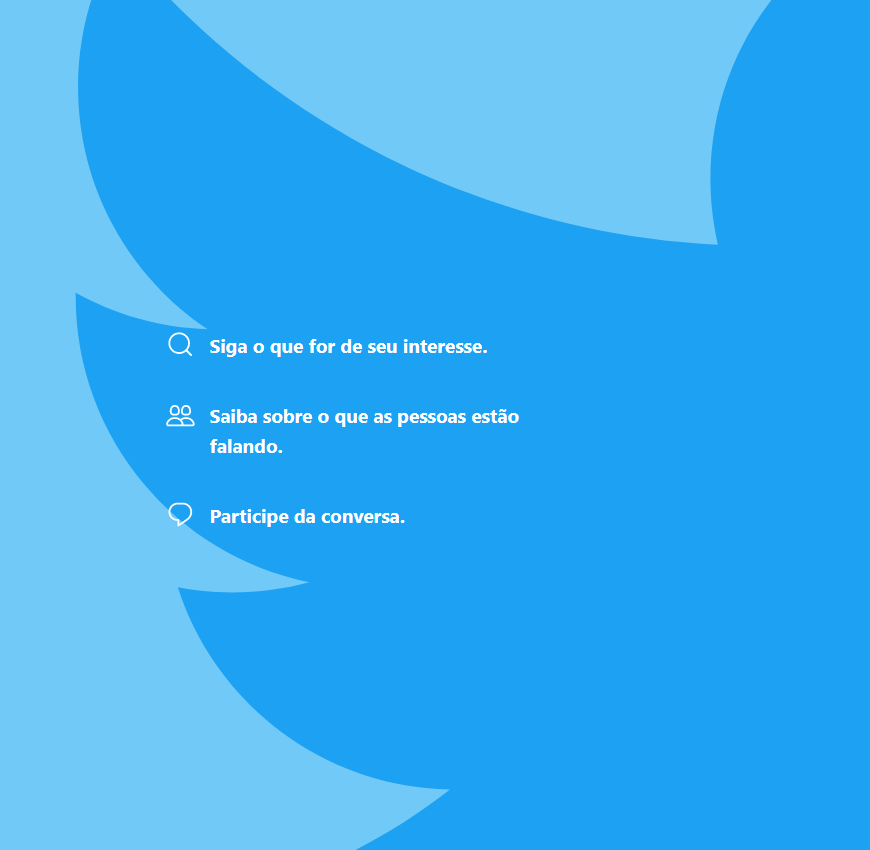 Siga o que for de seu interesse.
Saiba sobre o que as pessoas estão
falando.
Participe da conversa.